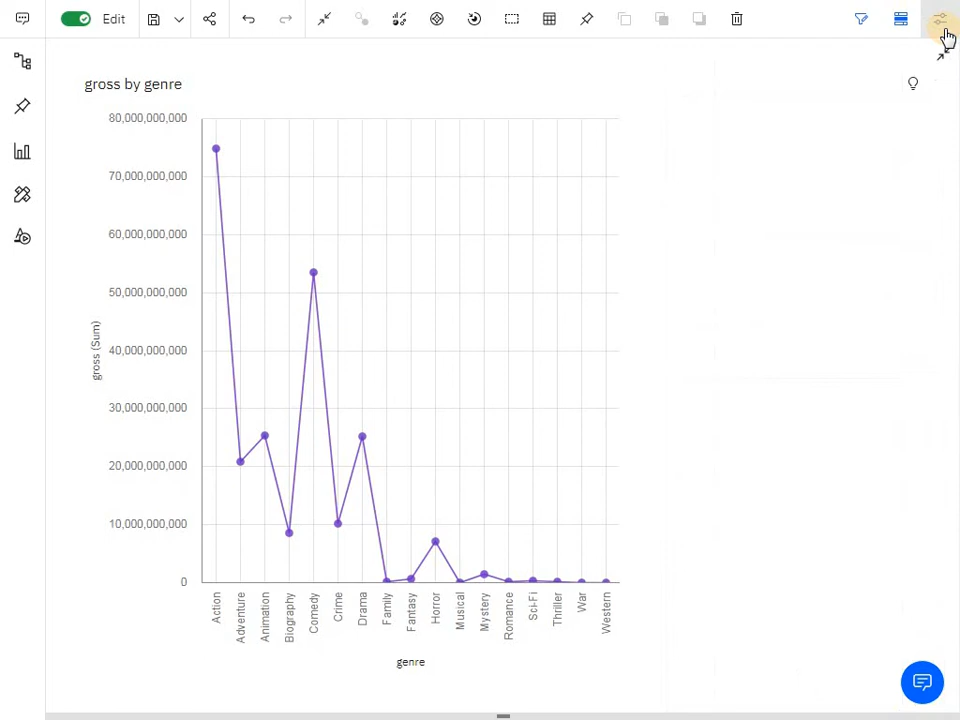 Edit
gross by genre
80,000,000,000
70,000,000,000
60,000,000,000
50,000,000,000
40,000,000,000
30,000,000,000
20,000,000,000
10,000,000,000
0
gross (Sum)
Action
Adventure
Animation
Biography
Comedy
Crime
Drama
Family
Fantasy
Horror
Musical
Mystery
Romance
Sci-Fi
Thriller
War
Western
genre